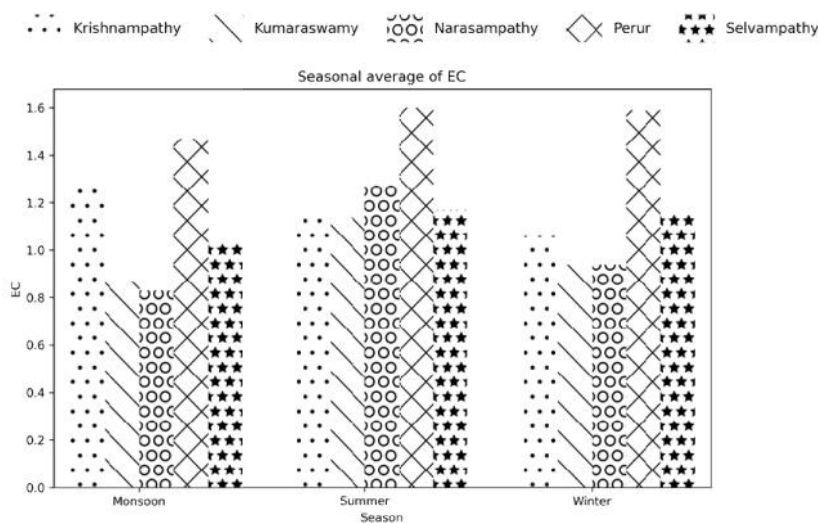 Krishnampathy Kumaraswamy Narasampathy Perur Selvampathy
Seasonal average of EC
1.6
1.4
1.2
1.0
0.8
0.6
0.4
0.2
0.0
EC
Monsoon Summer Winter
Season